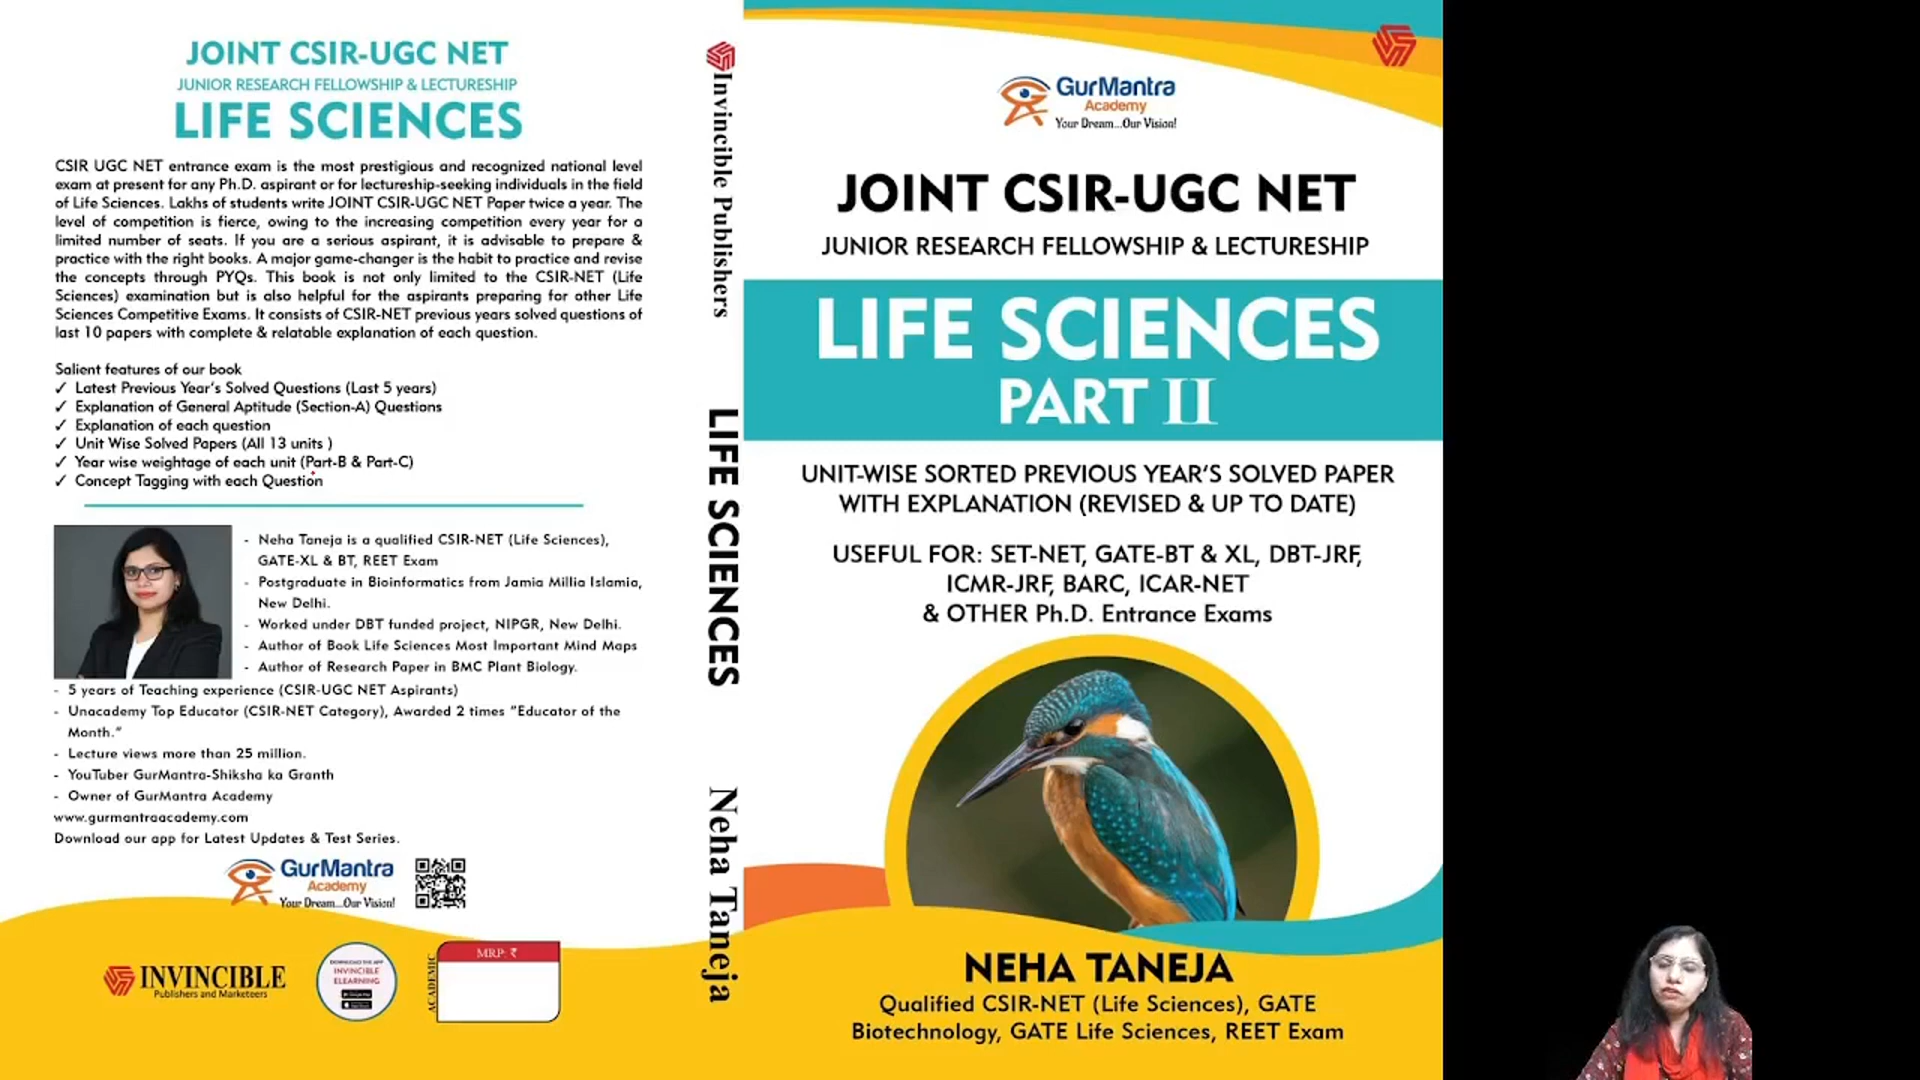 JOINT CSIR-UGC NET
JUNIOR RESEARCH FELLOWSHIP & LECTURESHIP
LIFE SCIENCES
CSIR UGC NET entrance exam is the most prestigious and recognized national level
exam at present for any Ph.D. aspirant or for lectureship-seeking individuals in the field
of Life Sciences. Lakhs of students write JOINT CSIR-UGC NET Paper twice a year. The
level of competition is fierce, owing to the increasing competition every year for a
limited number of seats. If you are a serious aspirant, it is advisable to prepare &
practice with the right books. A major game-changer is the habit to practice and revise
the concepts through PYQs. This book is not only limited to the CSIR-NET (Life
Sciences) examination but is also helpful for the aspirants preparing for other Life
Sciences Competitive Exams. It consists of CSIR-NET previous years solved questions of
last 10 papers with complete & relatable explanation of each question.
Salient features of our book
✓ Latest Previous Year's Solved Questions (Last 5 years)
✓ Explanation of General Aptitude (Section-A) Questions
✓ Explanation of each question
✓ Unit Wise Solved Papers (All 13 units )
✓ Year wise weightage of each unit (Part-B & Part-C)
✓ Concept Tagging with each Question
- Neha Taneja is a qualified CSIR-NET (Life Sciences),
GATE-XL & BT, REET Exam
- Postgraduate in Bioinformatics from Jamia Millia Islamia,
New Delhi.
- Worked under DBT funded project, NIPGR, New Delhi.
- Author of Book Life Sciences Most Important Mind Maps
- Author of Research Paper in BMC Plant Biology.
- 5 years of Teaching experience (CSIR-UGC NET Aspirants)
- Unacademy Top Educator (CSIR-NET Category), Awarded 2 times "Educator of the
Month."
- Lecture views more than 25 million.
- YouTuber GurMantra-Shiksha ka Granth
- Owner of GurMantra Academy
www.gurmantraacademy.com
Download our app for Latest Updates & Test Series.
GurMantra
Academy
Your Dream...Our Vision!
INVINCIBLE
Publishers and Marketeers
DOWNLOAD THE APP
INVINCIBLE
ELEARNING
ACADEMIC
MRP: ₹
Invincible Publishers
LIFE SCIENCES
Neha Taneja
GurMantra
Academy
Your Dream...Our Vision!
JOINT CSIR-UGC NET
JUNIOR RESEARCH FELLOWSHIP & LECTURESHIP
LIFE SCIENCES
PART II
UNIT-WISE SORTED PREVIOUS YEAR'S SOLVED PAPER
WITH EXPLANATION (REVISED & UP TO DATE)
USEFUL FOR: SET-NET, GATE-BT & XL, DBT-JRF,
ICMR-JRF, BARC, ICAR-NET
& OTHER Ph.D. Entrance Exams
NEHA TANEJA
Qualified CSIR-NET (Life Sciences), GATE
Biotechnology, GATE Life Sciences, REET Exam